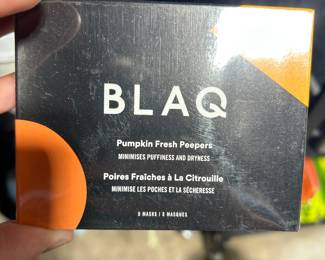 BLAQ
Pumpkin Fresh Peepers
MINIMISES PUFFINESS AND DRYNESS
Poires Fraîches à La Citrouille
MINIMISE LES POCHES ET LA SÉCHERESSE
8 MASKS / 8 MASQUES